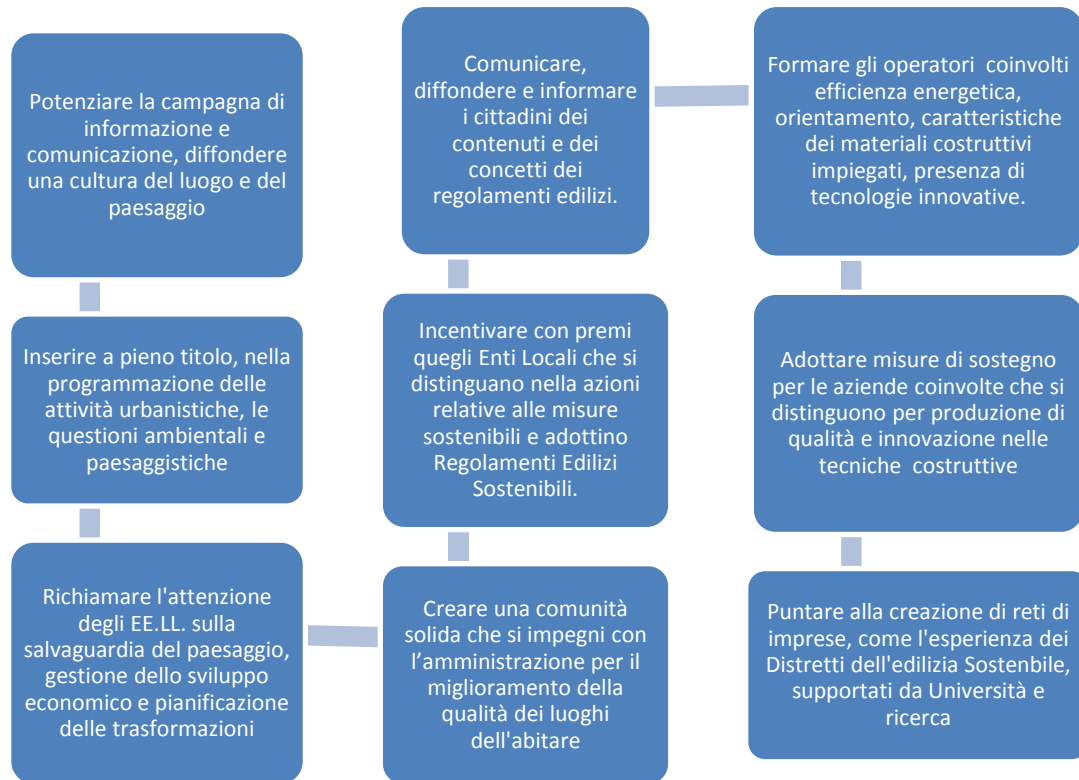 Potenziare la campagna di
informazione e
comunicazione, diffondere
una cultura del luogo e del
paesaggio
Inserire a pieno titolo, nella
programmazione delle
attività urbanistiche, le
questioni ambientali e
paesaggistiche
Richiamare l'attenzione
degli EE.LL. sulla
salvaguardia del paesaggio,
gestione dello sviluppo
economico e pianificazione
delle trasformazioni
Creare una comunità
solida che si impegni con
l’amministrazione per il
miglioramento della
qualità dei luoghi
dell'abitare
Incentivare con premi
quegli Enti Locali che si
distinguano nella azioni
relative alle misure
sostenibili e adottino
Regolamenti Edilizi
Sostenibili.
Comunicare,
diffondere e informare
i cittadini dei
contenuti e dei
concetti dei
regolamenti edilizi.
Formare gli operatori coinvolti
efficienza energetica,
orientamento, caratteristiche
dei materiali costruttivi
impiegati, presenza di
tecnologie innovative.
Adottare misure di sostegno
per le aziende coinvolte che si
distinguono per produzione di
qualità e innovazione nelle
tecniche costruttive
Puntare alla creazione di reti di
imprese, come l'esperienza dei
Distretti dell'edilizia Sostenbile,
supportati da Università e
ricerca